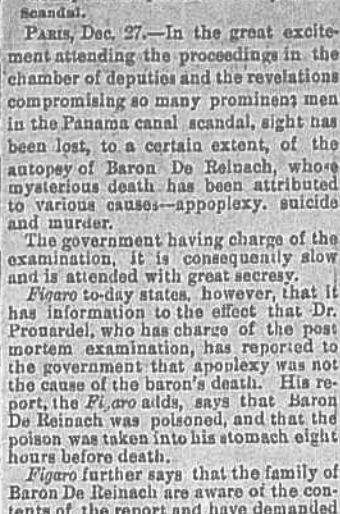 Scandal.
PARIS, Dec. 27.—In the great excite-
ment attending the proceedings in the
chamber of deputies and the revelations
compromising so many prominent men
in the Panama canal scandal, sight has
been lost, to a certain extent, of the
autopsy of Baron De Reinach, whose
mysterious death has been attributed
to various causes—appoplexy. suicide
and murder.
The government having charge of the
examination, it is consequently slow
and is attended with great secresy.
Figaro to-day states, however, that it
has information to the effect that Dr.
Prouardel, who has charge of the post
mortem examination, has reported to
the government that apoplexy was not
the cause of the baron's death. His re-
port, the Figaro adds, says that Baron
De Reinach was poisoned, and that the
poison was taken into his stomach eight
hours before death.
Figaro further says that the family of
Baron De Reinach are aware of the con-
tents of the report and have demanded